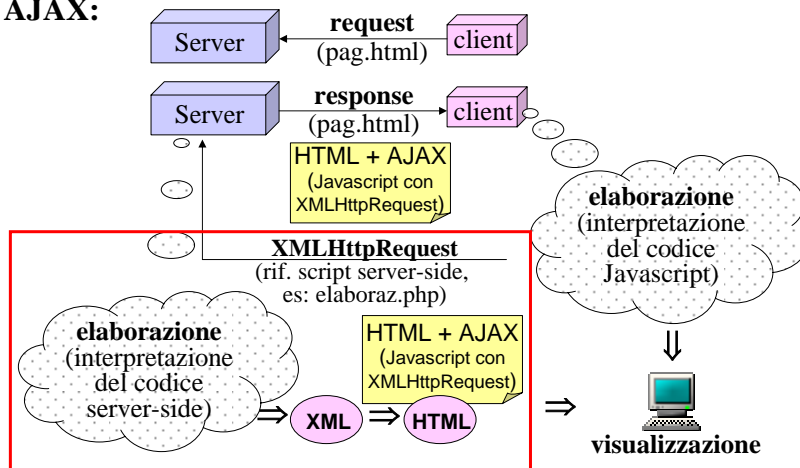 AJAX:
request
Server
client
(pag.html)
response
Server
client
(pag.html)
HTML + AJAX
(Javascript con
XMLHttpRequest)
elaborazione
(interpretazione
del codice
Javascript)
XMLHttpRequest
(rif. script server-side,
es: elaboraz.php)
elaborazione
(interpretazione
del codice
server-side)
HTML + AJAX
(Javascript con
XMLHttpRequest)
⇓
⇒
XML
⇒
HTML
⇒
visualizzazione